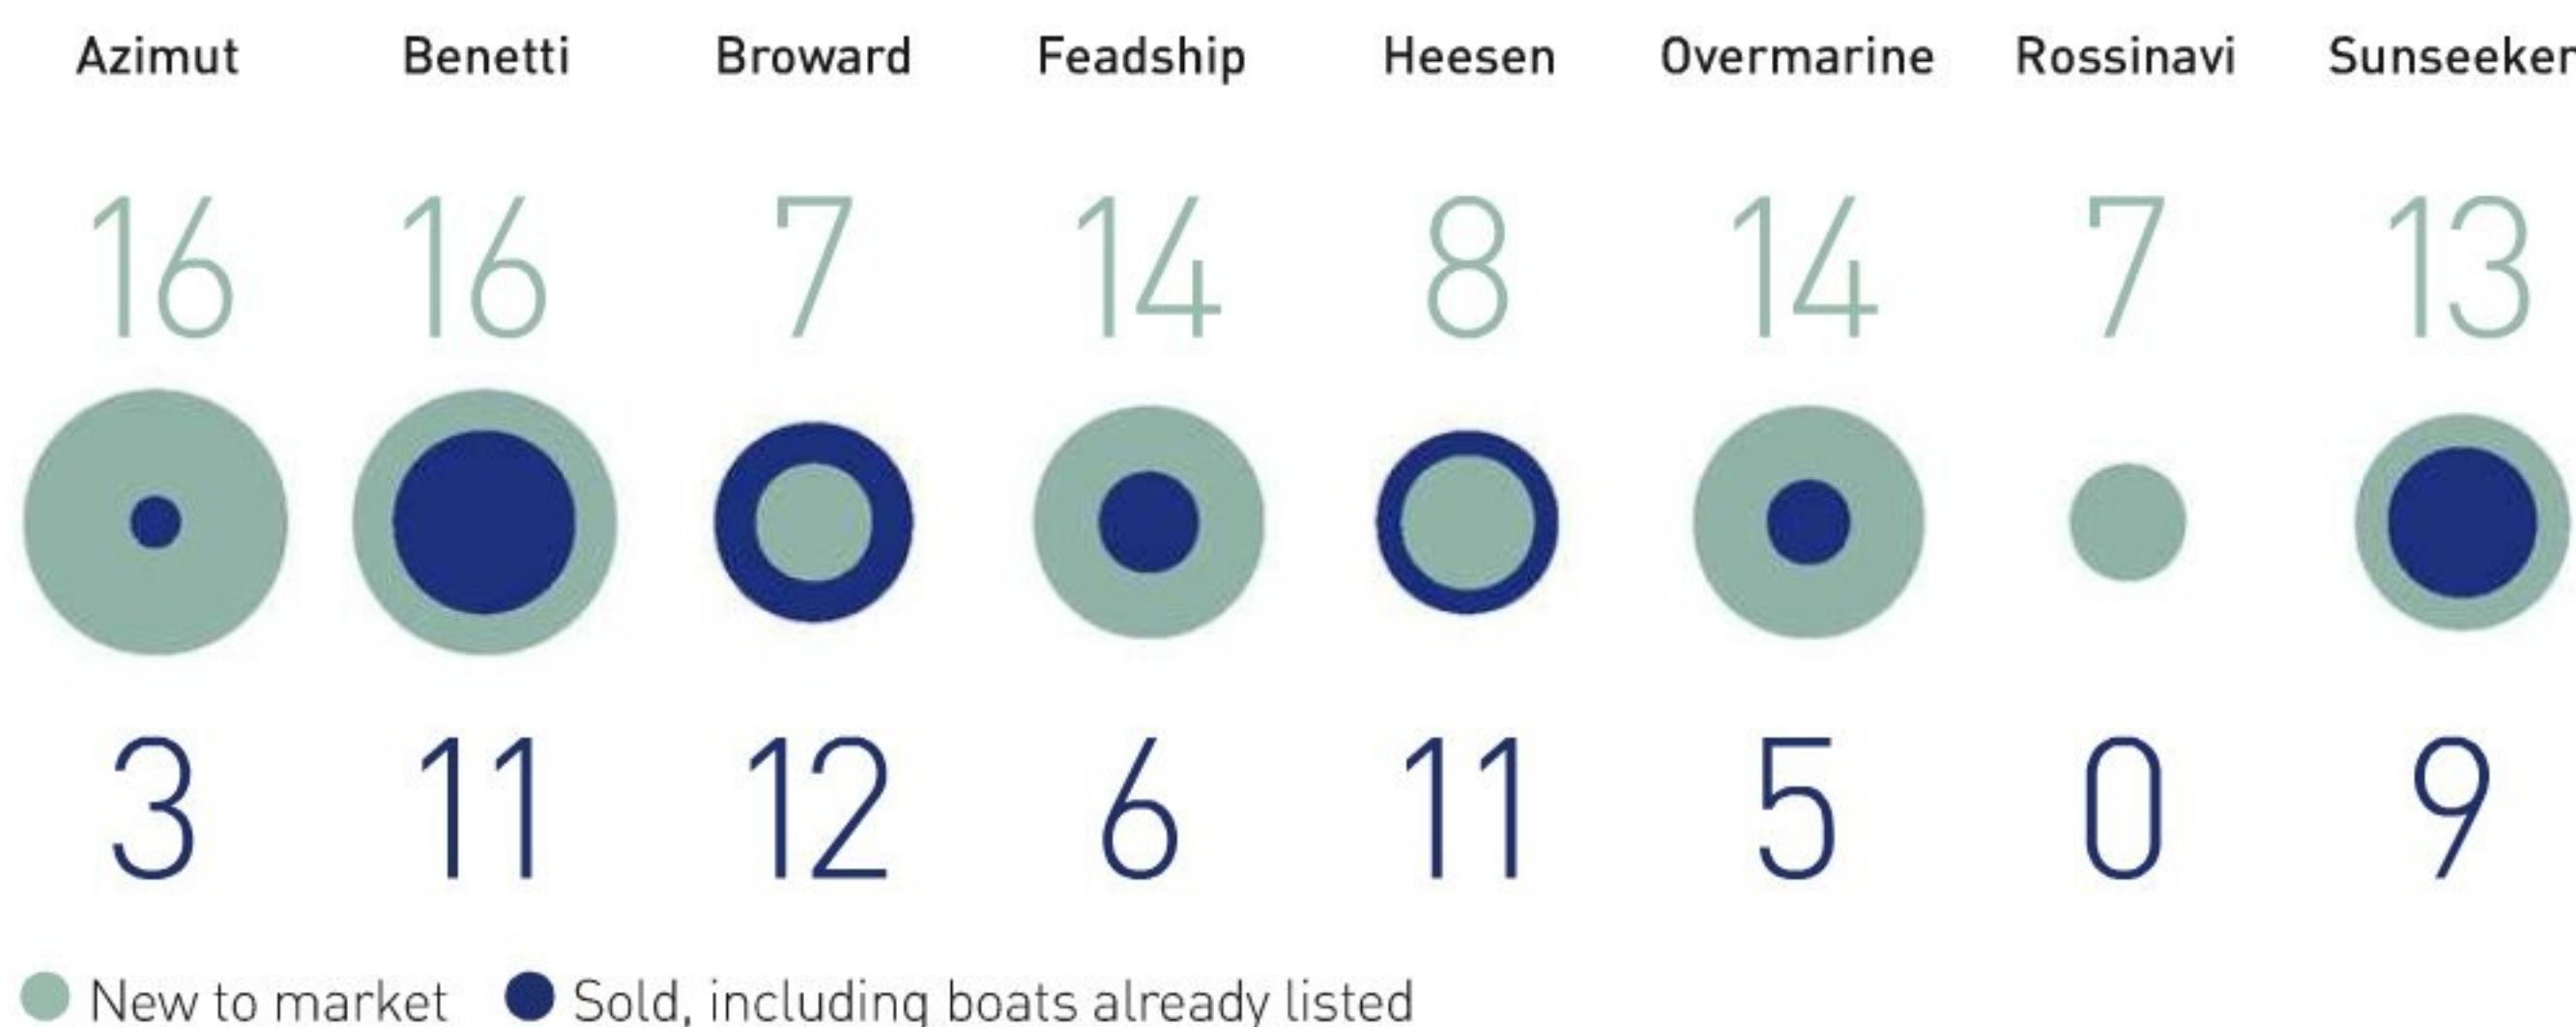 Azimut Benetti Broward Feadship Heesen Overmarine Rossinavi Sunseeker
16 16 7 14 8 14 7 13
3 11 12 6 11 5 0 9
New to market Sold, including boats already listed